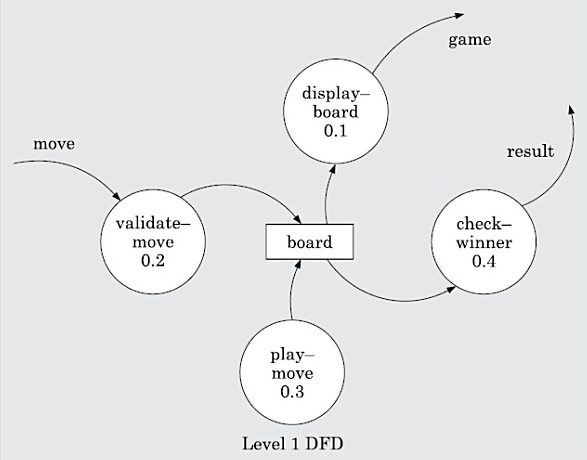 game
display–
board
0.1
move
result
validate–
move
0.2
board
check–
winner
0.4
play–
move
0.3
Level 1 DFD